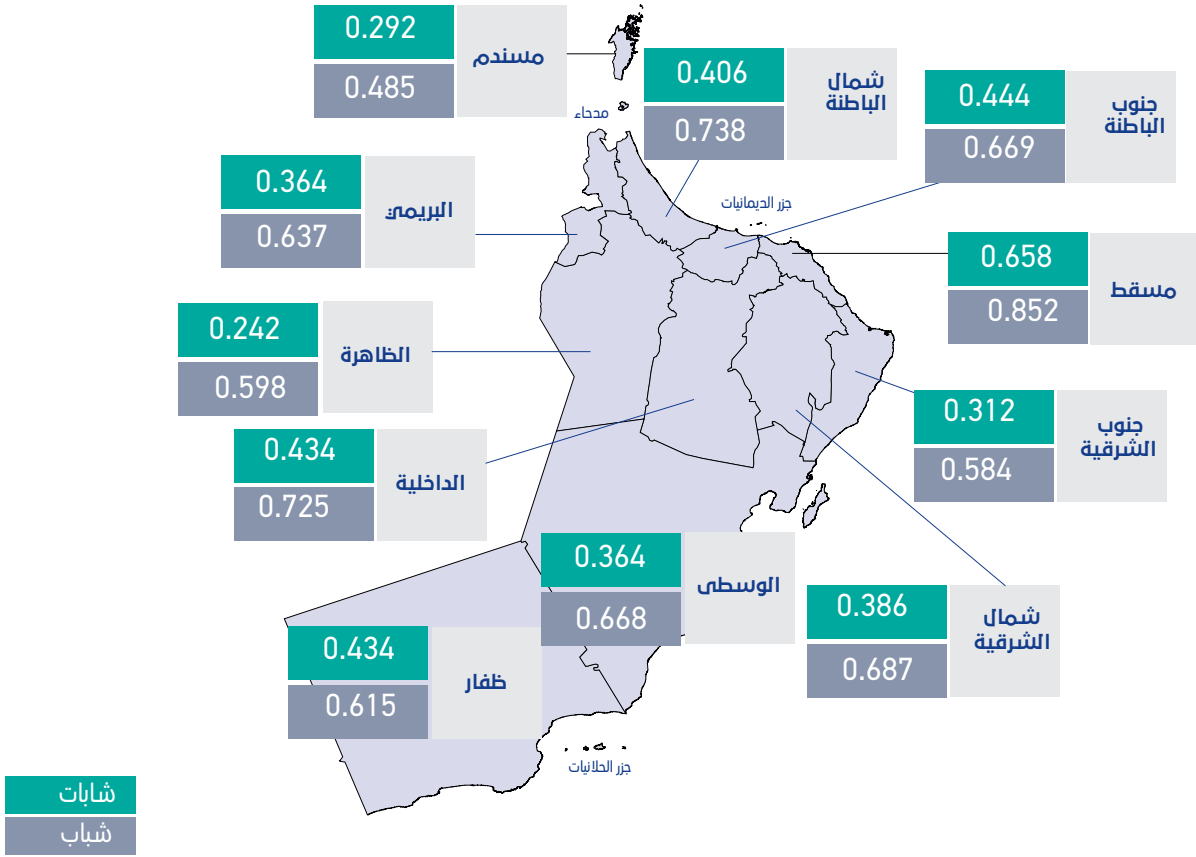 0.292
0.485
مسندم
0.406
0.738
شمال
الباطنة
0.444
0.669
جنوب
الباطنة
مدحاء
0.364
0.637
البريمي
جزر الديمانيات
0.658
0.852
مسقط
0.242
0.598
الظاهرة
0.312
0.584
جنوب
الشرقية
0.434
0.725
الداخلية
0.364
0.668
الوسطى
0.386
0.687
شمال
الشرقية
0.434
0.615
ظفار
جزر الحلانيات
شابات
شباب